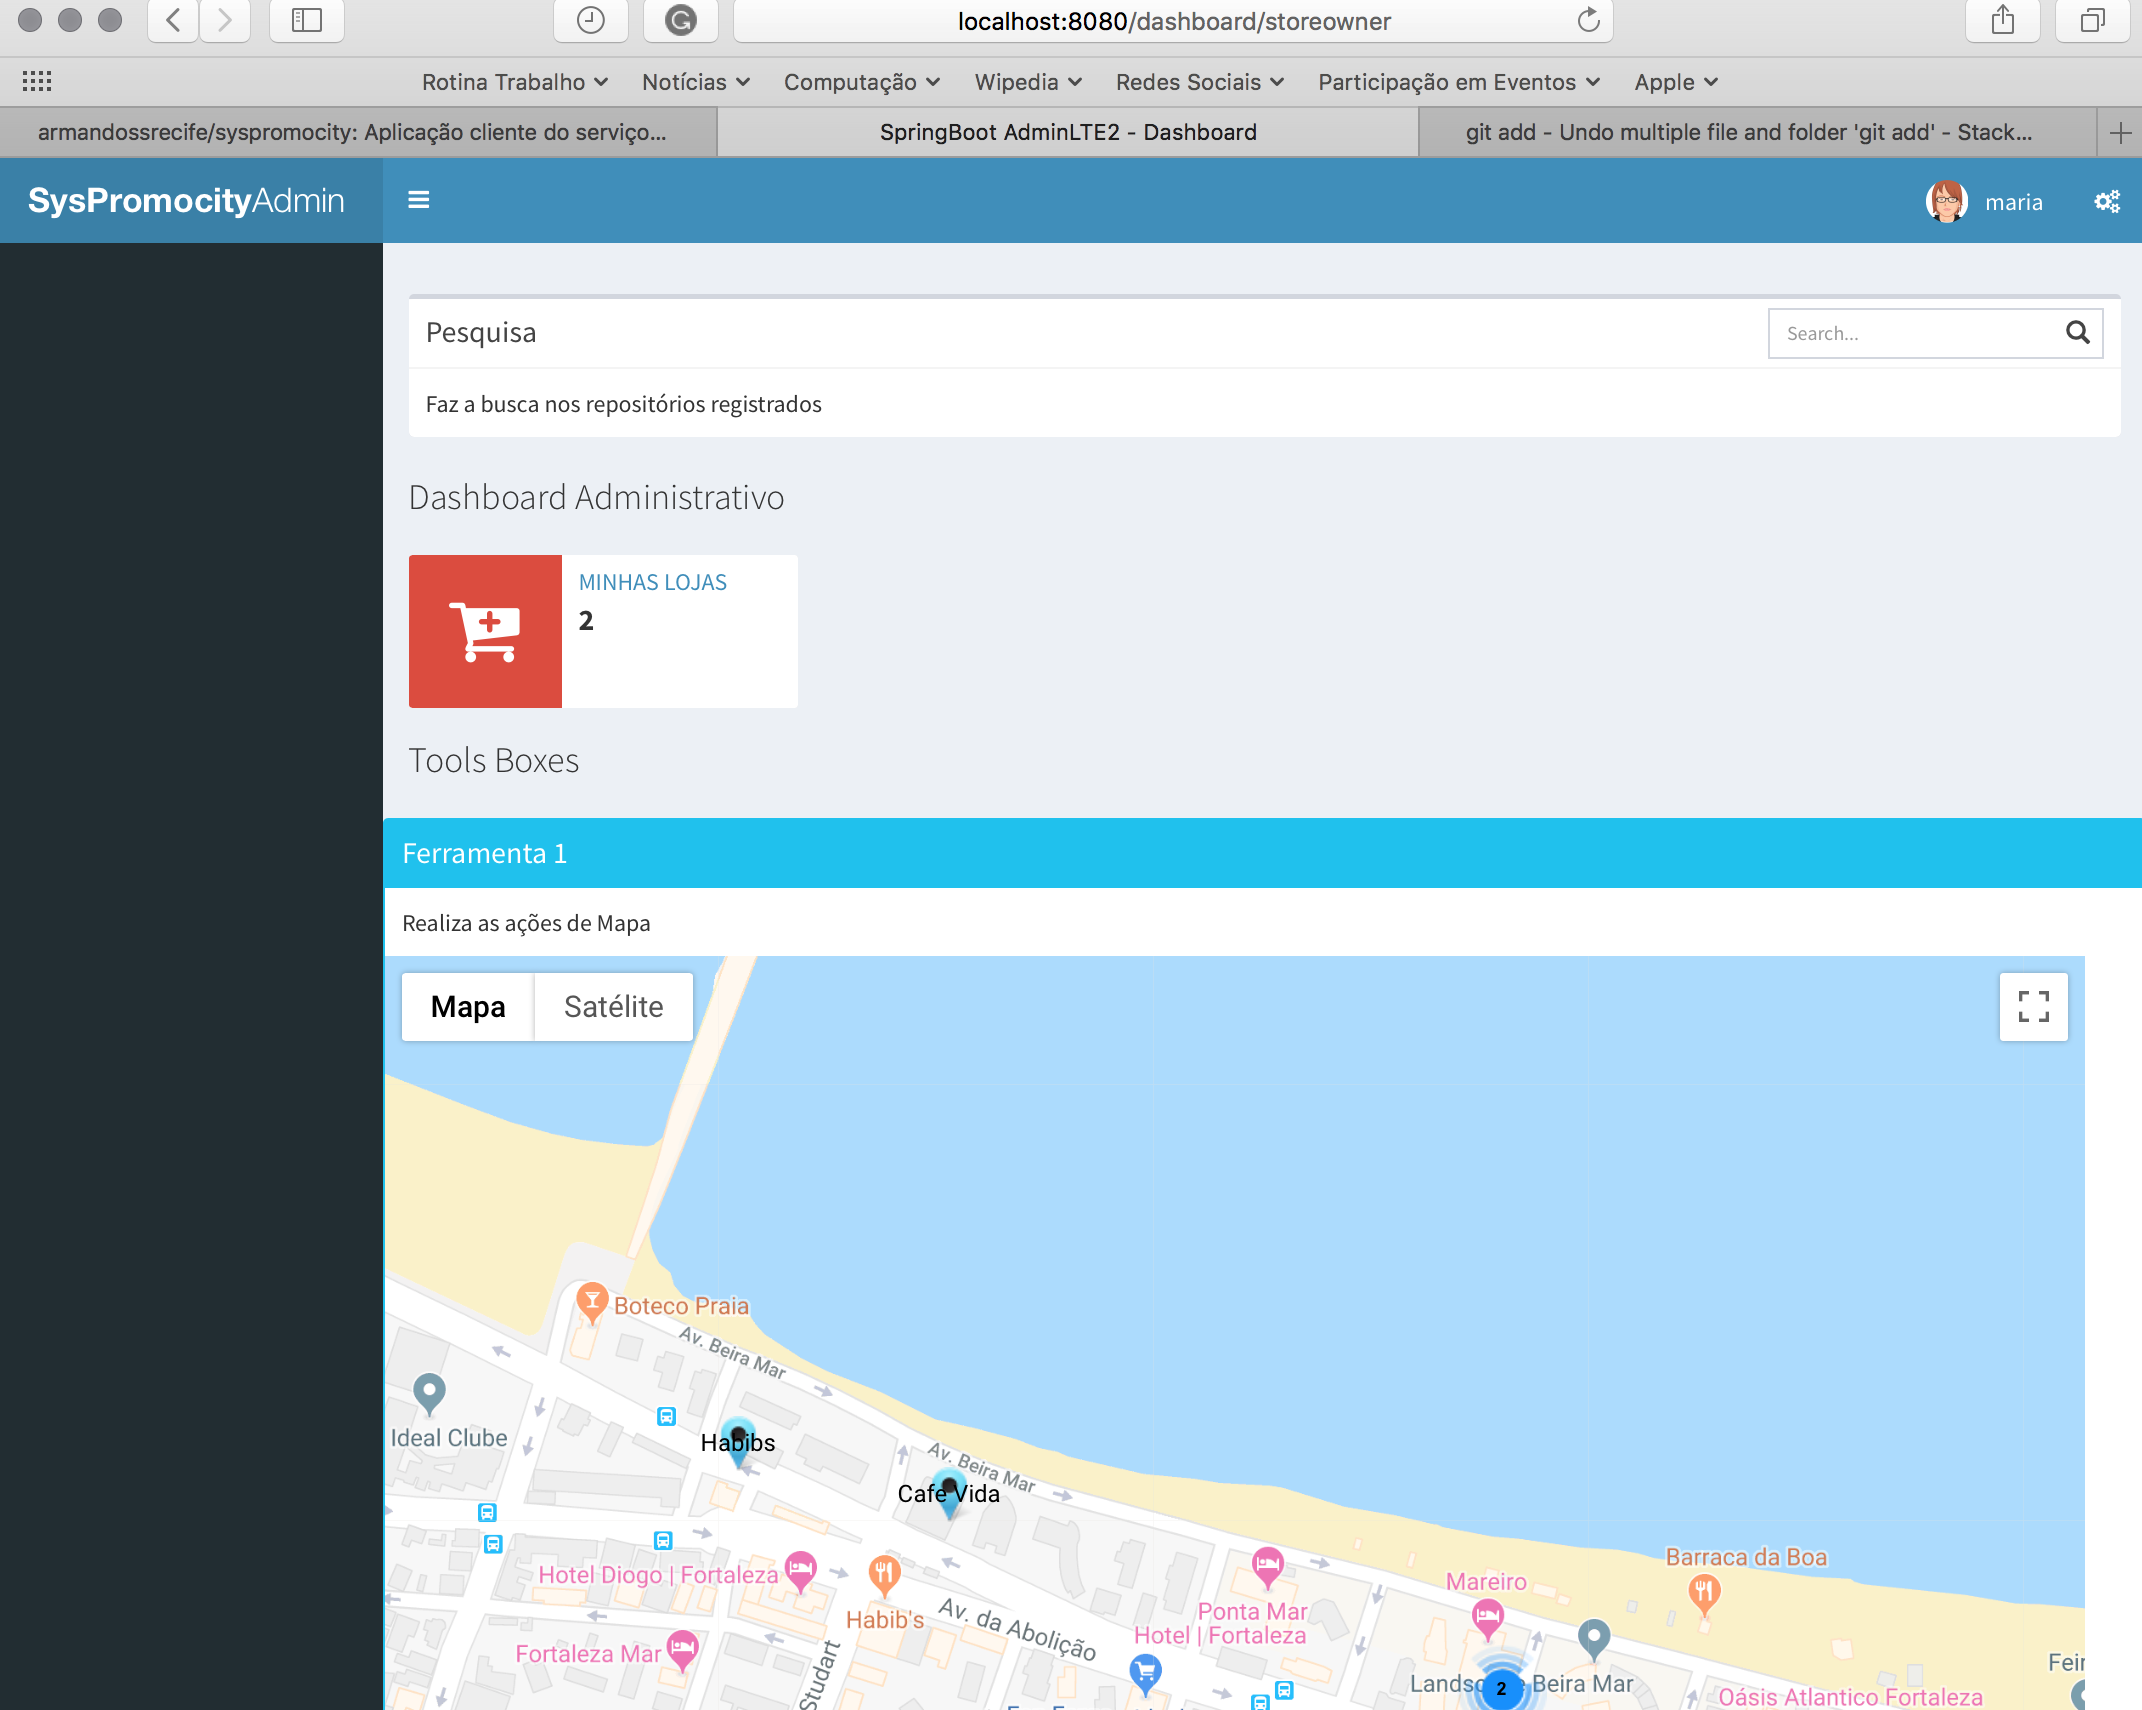 localhost:8080/dashboard/storeowner
Rotina Trabalho Notícias Computação Wipedia Redes Sociais Participação em Eventos Apple
armandossrecife/syspromocity: Aplicação cliente do serviço... SpringBoot AdminLTE2 - Dashboard git add - Undo multiple file and folder 'git add' - Stack...
SysPromocityAdmin maria
Pesquisa Search...
Faz a busca nos repositórios registrados
Dashboard Administrativo
MINHAS LOJAS
2
Tools Boxes
Ferramenta 1
Realiza as ações de Mapa
Mapa Satélite
Boteco Praia
Av. Beira Mar
Ideal Clube
Habibs
Av. Beira Mar
Cafe Vida
Barraca da Boa
Hotel Diogo | Fortaleza
Mareiro
Habib's
Av. da Abolição
Ponta Mar
Hotel | Fortaleza
Fortaleza Mar
Studart
Beira Mar
2
Oásis Atlantico Fortaleza